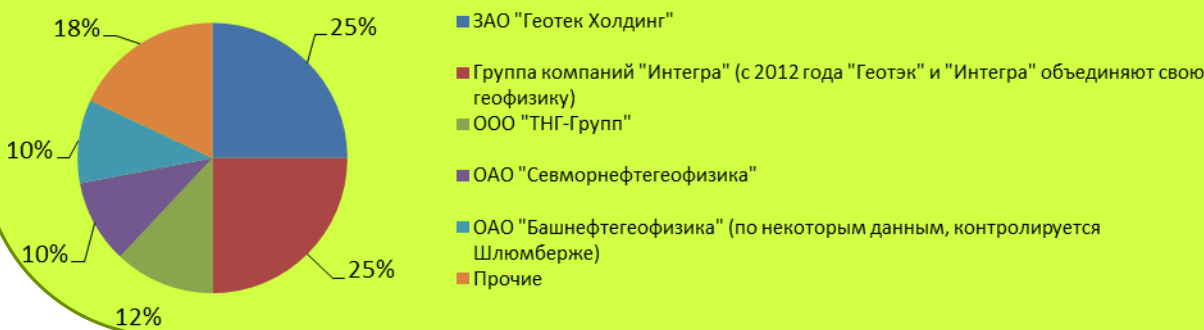 18%
25%
10%
10%
25%
12%
ЗАО "Геотек Холдинг"
Группа компаний "Интегра" (с 2012 года "Геотэк" и "Интегра" объединяют свою
геофизику)
ООО "ТНГ-Групп"
ОАО "Севморнефтегеофизика"
ОАО "Башнефтегеофизика" (по некоторым данным, контролируется
Шлюмберже)
Прочие